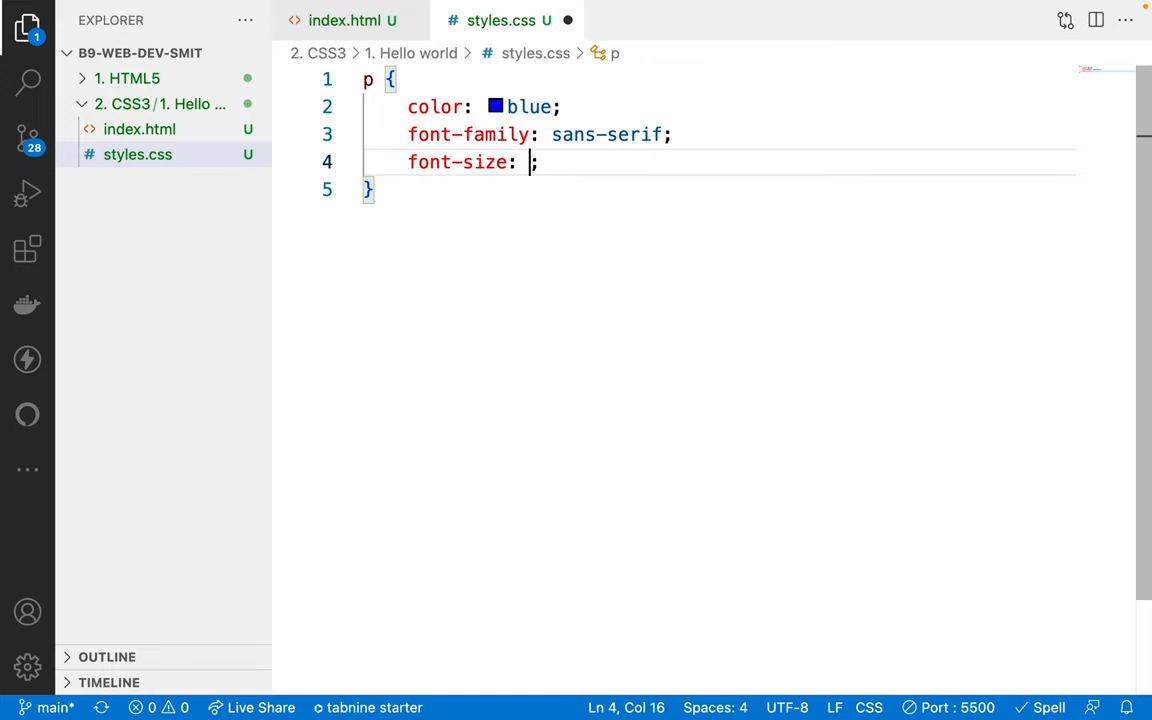 EXPLORER
B9-WEB-DEV-SMIT
1. HTML5
2. CSS3/1. Hello ...
index.html U
styles.css U
OUTLINE
TIMELINE
1
28
index.html U
styles.css U
2. CSS3 > 1. Hello world > # styles.css > p
1 p {
2 color: blue;
3 font-family: sans-serif;
4 font-size: ;
5 }
main*
0 0
Live Share
tabnine starter
Ln 4, Col 16
Spaces: 4
UTF-8
LF
CSS
Port : 5500
Spell